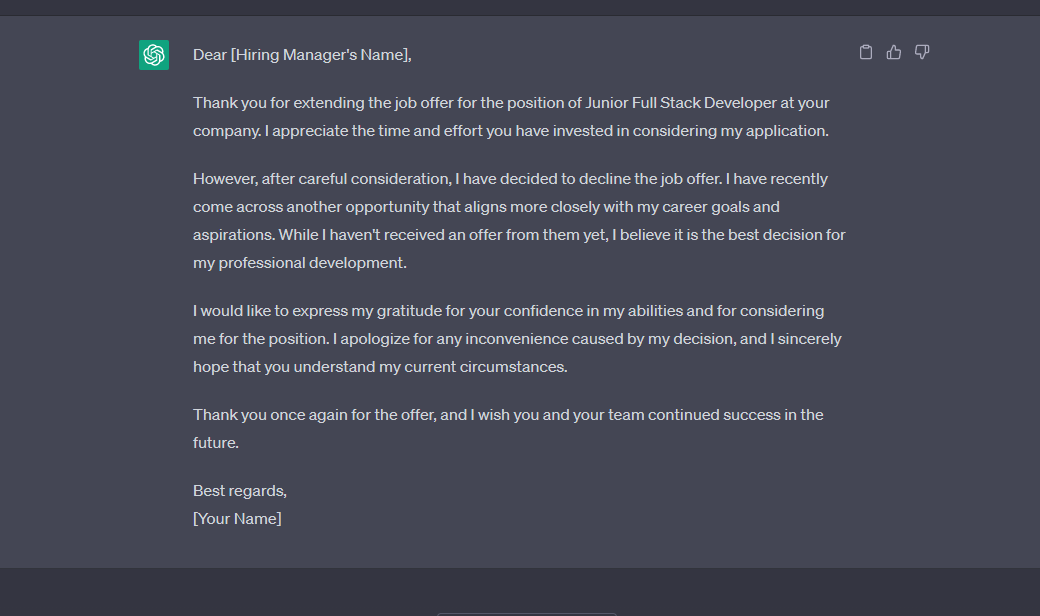 Dear [Hiring Manager's Name],
Thank you for extending the job offer for the position of Junior Full Stack Developer at your
company. I appreciate the time and effort you have invested in considering my application.
However, after careful consideration, I have decided to decline the job offer. I have recently
come across another opportunity that aligns more closely with my career goals and
aspirations. While I haven't received an offer from them yet, I believe it is the best decision for
my professional development.
I would like to express my gratitude for your confidence in my abilities and for considering
me for the position. I apologize for any inconvenience caused by my decision, and I sincerely
hope that you understand my current circumstances.
Thank you once again for the offer, and I wish you and your team continued success in the
future.
Best regards,
[Your Name]